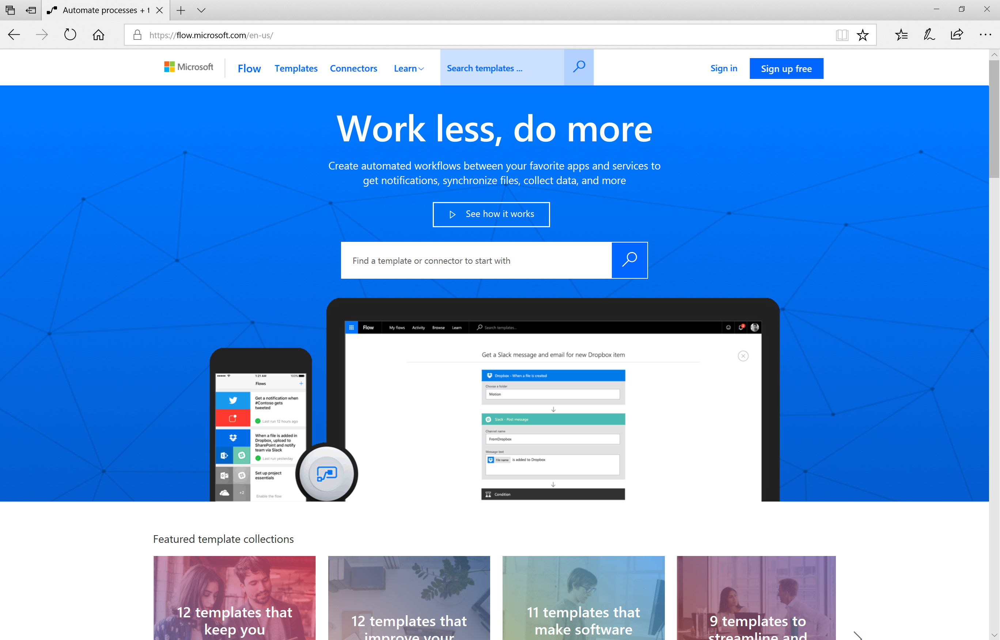 Automate processes + t
https://flow.microsoft.com/en-us/
Microsoft
Flow
Templates
Connectors
Learn
Search templates ...
Sign in
Sign up free
Work less, do more
Create automated workflows between your favorite apps and services to
get notifications, synchronize files, collect data, and more
See how it works
Find a template or connector to start with
Flow
My flows
Activity
Browse
Learn
Search templates...
2
Get a Slack message and email for new Dropbox item
Dropbox - When a file is created
Choose a folder
Motion
Slack - Post message
Channel name
FromDropbox
Message text
File name is added to Dropbox
Condition
1:21 AM
100%
Flows
Get a notification when
#Contoso gets
tweeted
Last run 12 hours ago
When a file is added in
Dropbox, upload to
SharePoint and notify
team via Slack
Last run yesterday
Set up project
essentials
+2
Enable the flow
Featured template collections
12 templates that
keep you
12 templates that
improve your
11 templates that
make software
9 templates to
streamline and